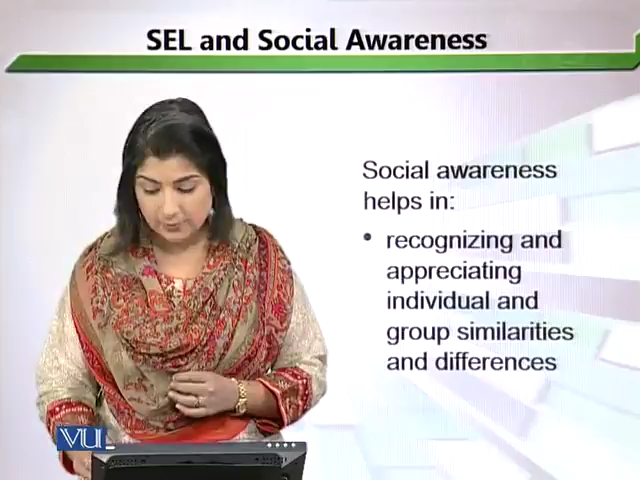 SEL and Social Awareness
Social awareness
helps in:
• recognizing and
appreciating
individual and
group similarities
and differences
VU